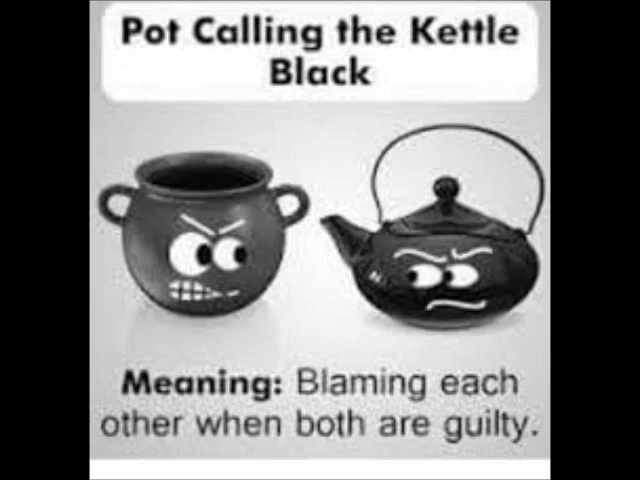 Pot Calling the Kettle
Black
Meaning: Blaming each
other when both are guilty.